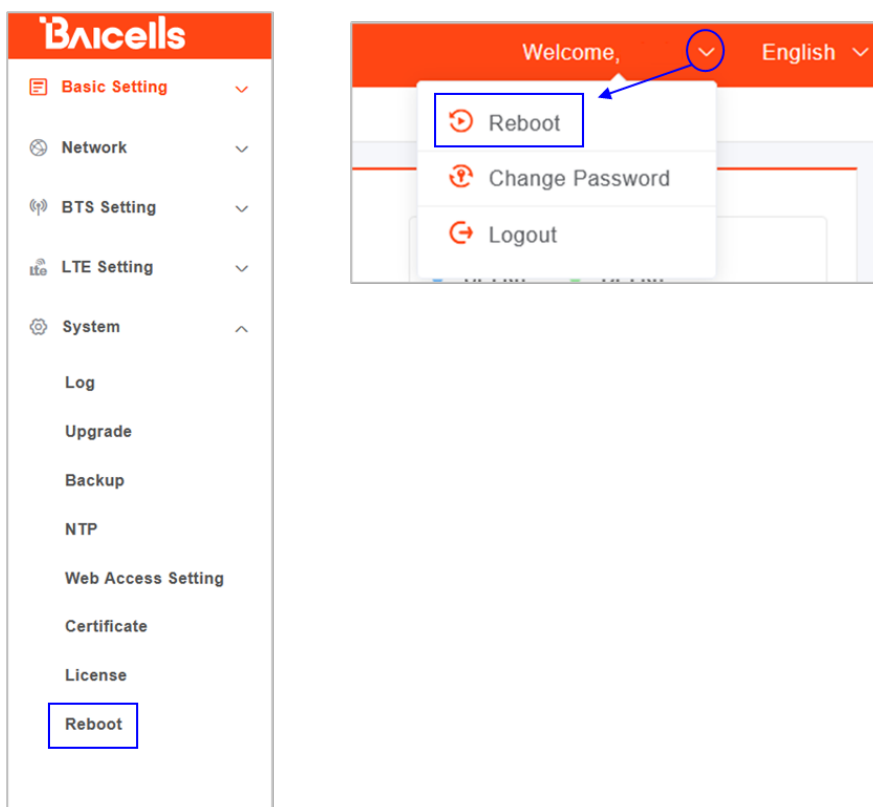 Baicells
Basic Setting
Network
BTS Setting
lte LTE Setting
System
Log
Upgrade
Backup
NTP
Web Access Setting
Certificate
License
Reboot
Welcome, English
Reboot
Change Password
Logout